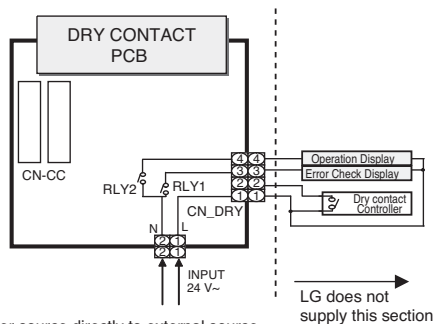 DRY CONTACT
PCB
CN-CC
RLY2
RLY1
CN_DRY
4 4
3 3
2 2
1 1
Operation Display
Error Check Display
Dry contact
Controller
N L
2 1
2 1
INPUT
24 V~
LG does not
supply this section